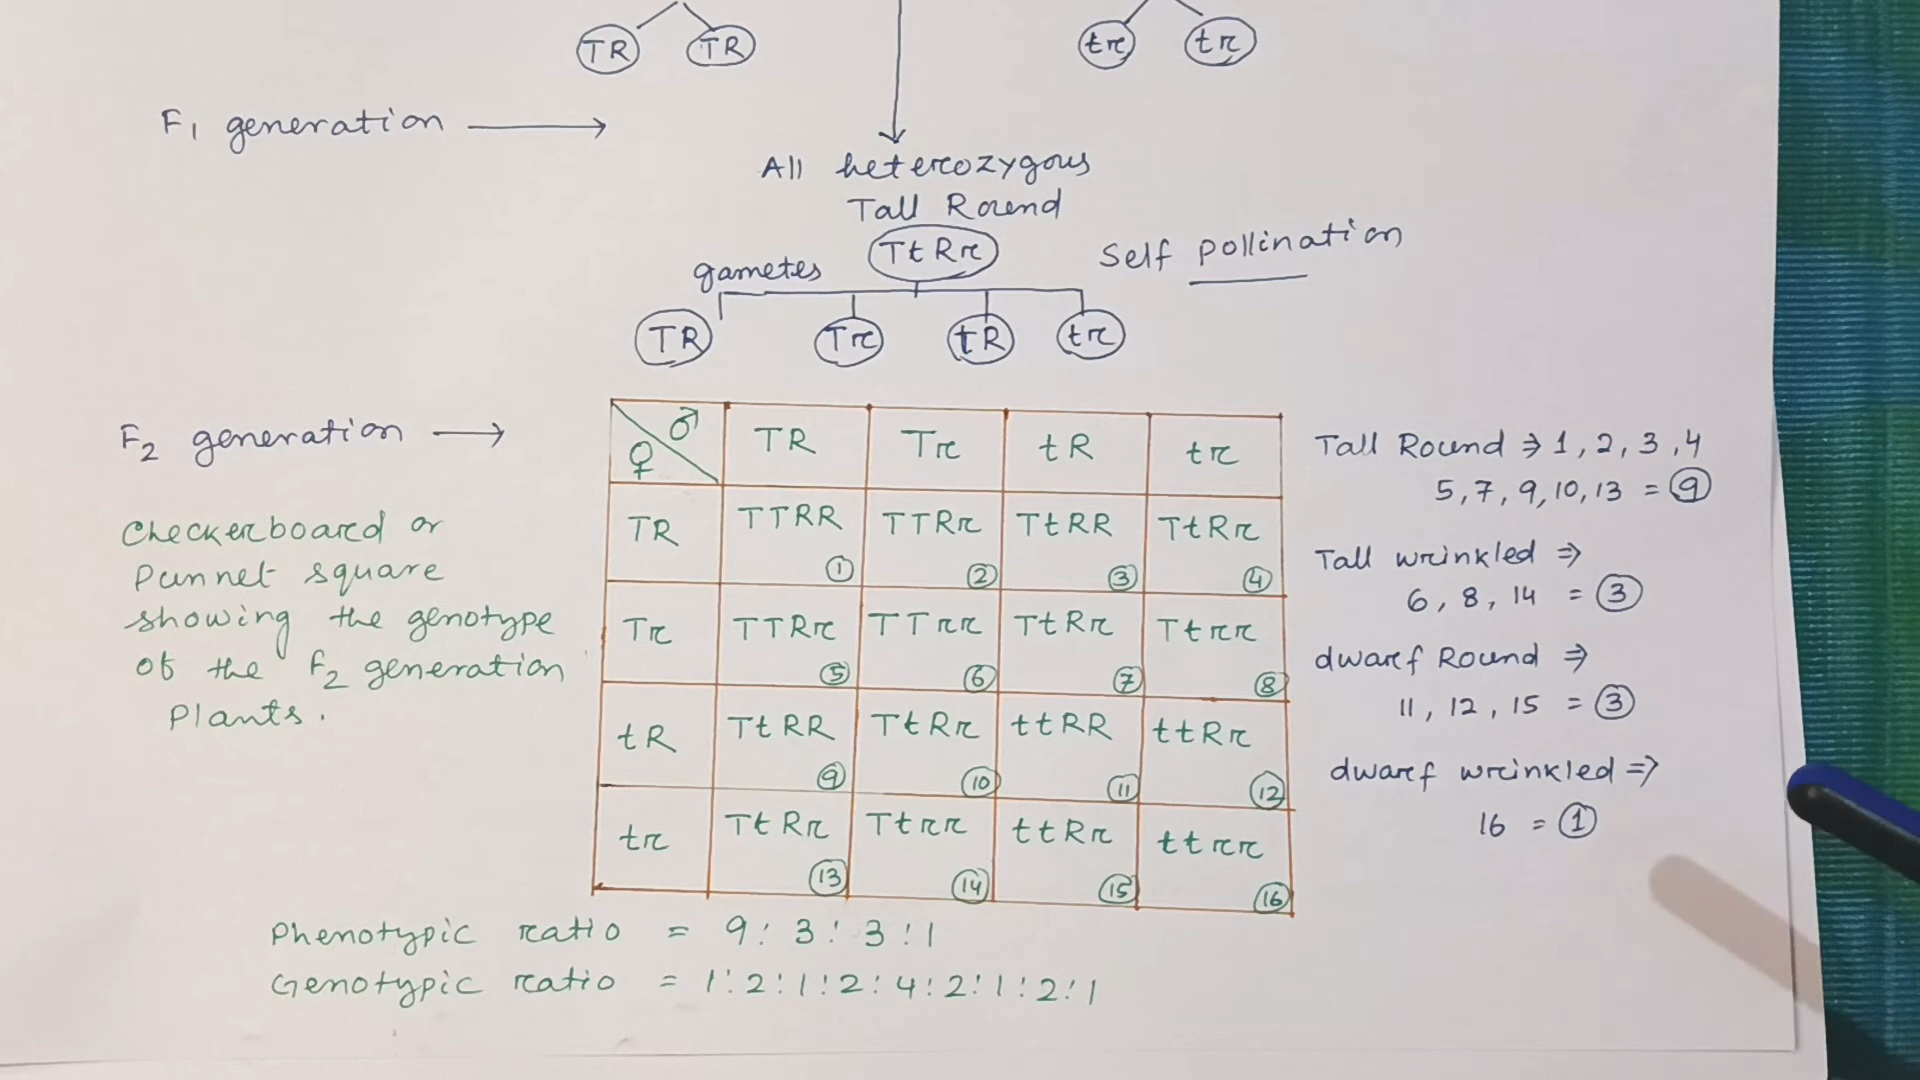 TR TR tr tr
F1 generation
All heterozygous
Tall Round
TtRr
Self pollination
gametes
TR Tr tR tr
F2 generation
♂ TR Tr tR tr
♀
TR TTRR TTRr TtRR TtRr
1 2 3 4
Tr TTRr TTrr TtRr Ttrr
5 6 7 8
tR TtRR TtRr ttRR ttRr
9 10 11 12
tr TtRr Ttrr ttRr ttrr
13 14 15 16
Checkerboard or
Punnet square
showing the genotype
of the F2 generation
Plants.
Tall Round ⇒ 1, 2, 3, 4
5, 7, 9, 10, 13 = 9
Tall wrinkled ⇒
6, 8, 14 = 3
dwarf Round ⇒
11, 12, 15 = 3
dwarf wrinkled ⇒
16 = 1
Phenotypic ratio = 9:3:3:1
Genotypic ratio = 1:2:1:2:4:2:1:2:1